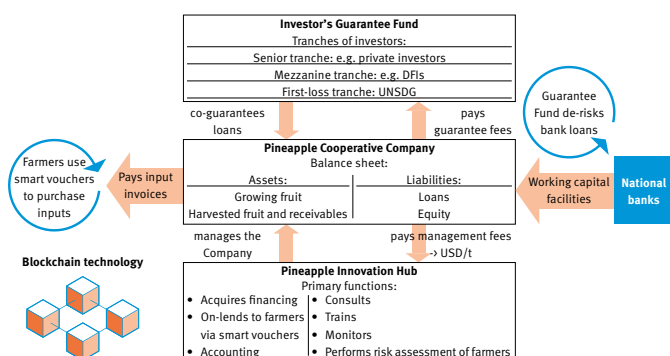 Investor's Guarantee Fund
Tranches of investors:
Senior tranche: e.g. private investors
Mezzanine tranche: e.g. DFIs
First-loss tranche: UNSDG
co-guarantees
loans
pays
guarantee fees
Guarantee
Fund de-risks
bank loans
Pineapple Cooperative Company
Balance sheet:
Assets:
Growing fruit
Harvested fruit and receivables
Liabilities:
Loans
Equity
Farmers use
smart vouchers
to purchase
inputs
Pays input
invoices
Working capital
facilities
National
banks
manages the
Company
pays management fees
-> USD/t
Blockchain technology
Pineapple Innovation Hub
Primary functions:
• Acquires financing
• On-lends to farmers
via smart vouchers
• Accounting
• Consults
• Trains
• Monitors
• Performs risk assessment of farmers